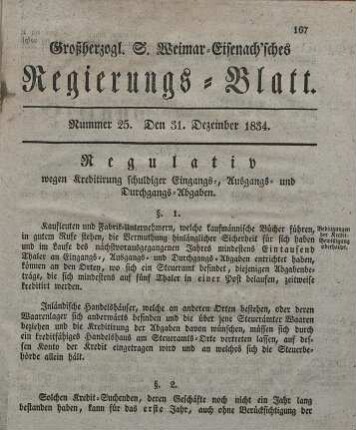 167
Großherzogl. S. Weimar-Eisenach'sches
Regierungs-Blatt.
Nummer 25. Den 31. Dezember 1834.
Regulativ
wegen Kreditirung schuldiger Eingangs-, Ausgangs- und
Durchgangs-Abgaben.
§. 1.
Kaufleuten und Fabrik-Unternehmern, welche kaufmännische Bücher führen,
in gutem Rufe stehen, die Vermuthung hinlänglicher Sicherheit für sich haben
und im Laufe des nächstvorangegangenen Jahres mindestens Eintausend
Thaler an Eingangs-, Ausgangs- und Durchgangs-Abgaben entrichtet haben,
können an den Orten, wo sich ein Steueramt befindet, diejenigen Abgabenbe-
träge, die sich mindestens auf fünf Thaler in einer Post belaufen, zeitweise
kreditirt werden.
Bedingungen
der Kredit-
Bewilligung
überhaupt.
Inländische Handelshäuser, welche an anderen Orten bestehen, oder deren
Waarenlager sich anderwärts befinden und die über jene Steuerämter Waaren
beziehen und die Kreditirung der Abgaben davon wünschen, müssen sich durch
ein kreditfähiges Handelshaus am Steueramts-Orte vertreten lassen, auf des-
sen Konto der Kredit eingetragen wird und an welches sich die Steuerbe-
hörde allein hält.
§. 2.
Solchen Kredit-Suchenden, deren Geschäfte noch nicht ein Jahr lang
bestanden haben, kann für das erste Jahr, auch ohne Berücksichtigung der